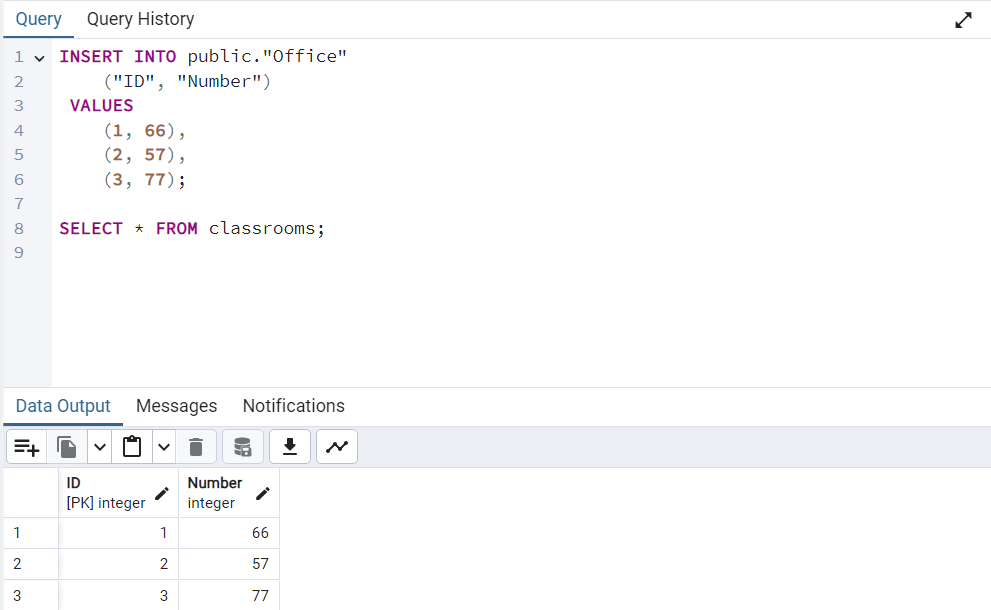 Query Query History
1 INSERT INTO public."Office"
2 ("ID", "Number")
3 VALUES
4 (1, 66),
5 (2, 57),
6 (3, 77);
7
8 SELECT * FROM classrooms;
9
Data Output Messages Notifications
ID Number
[PK] integer integer
1 1 66
2 2 57
3 3 77